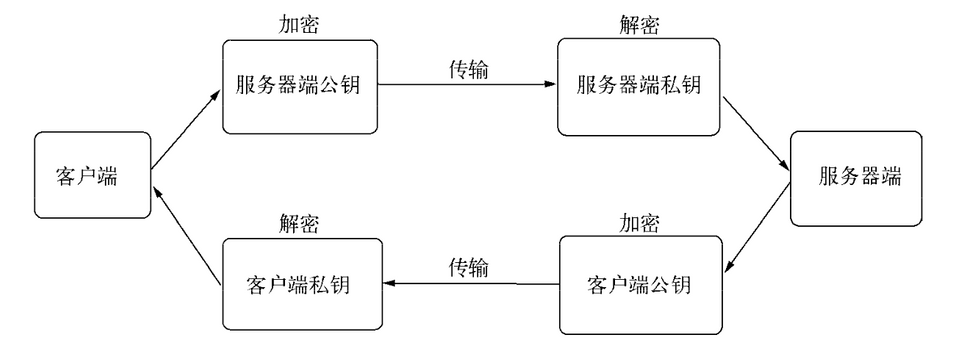 加密
解密
服务器端公钥
传输
服务器端私钥
客户端
服务器端
解密
加密
客户端私钥
传输
客户端公钥